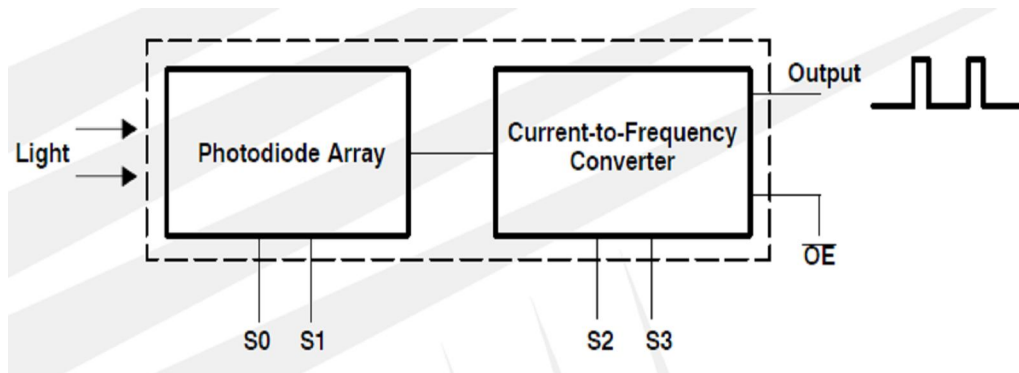 Light
Photodiode Array
Current-to-Frequency
Converter
Output
OE
S0 S1
S2 S3